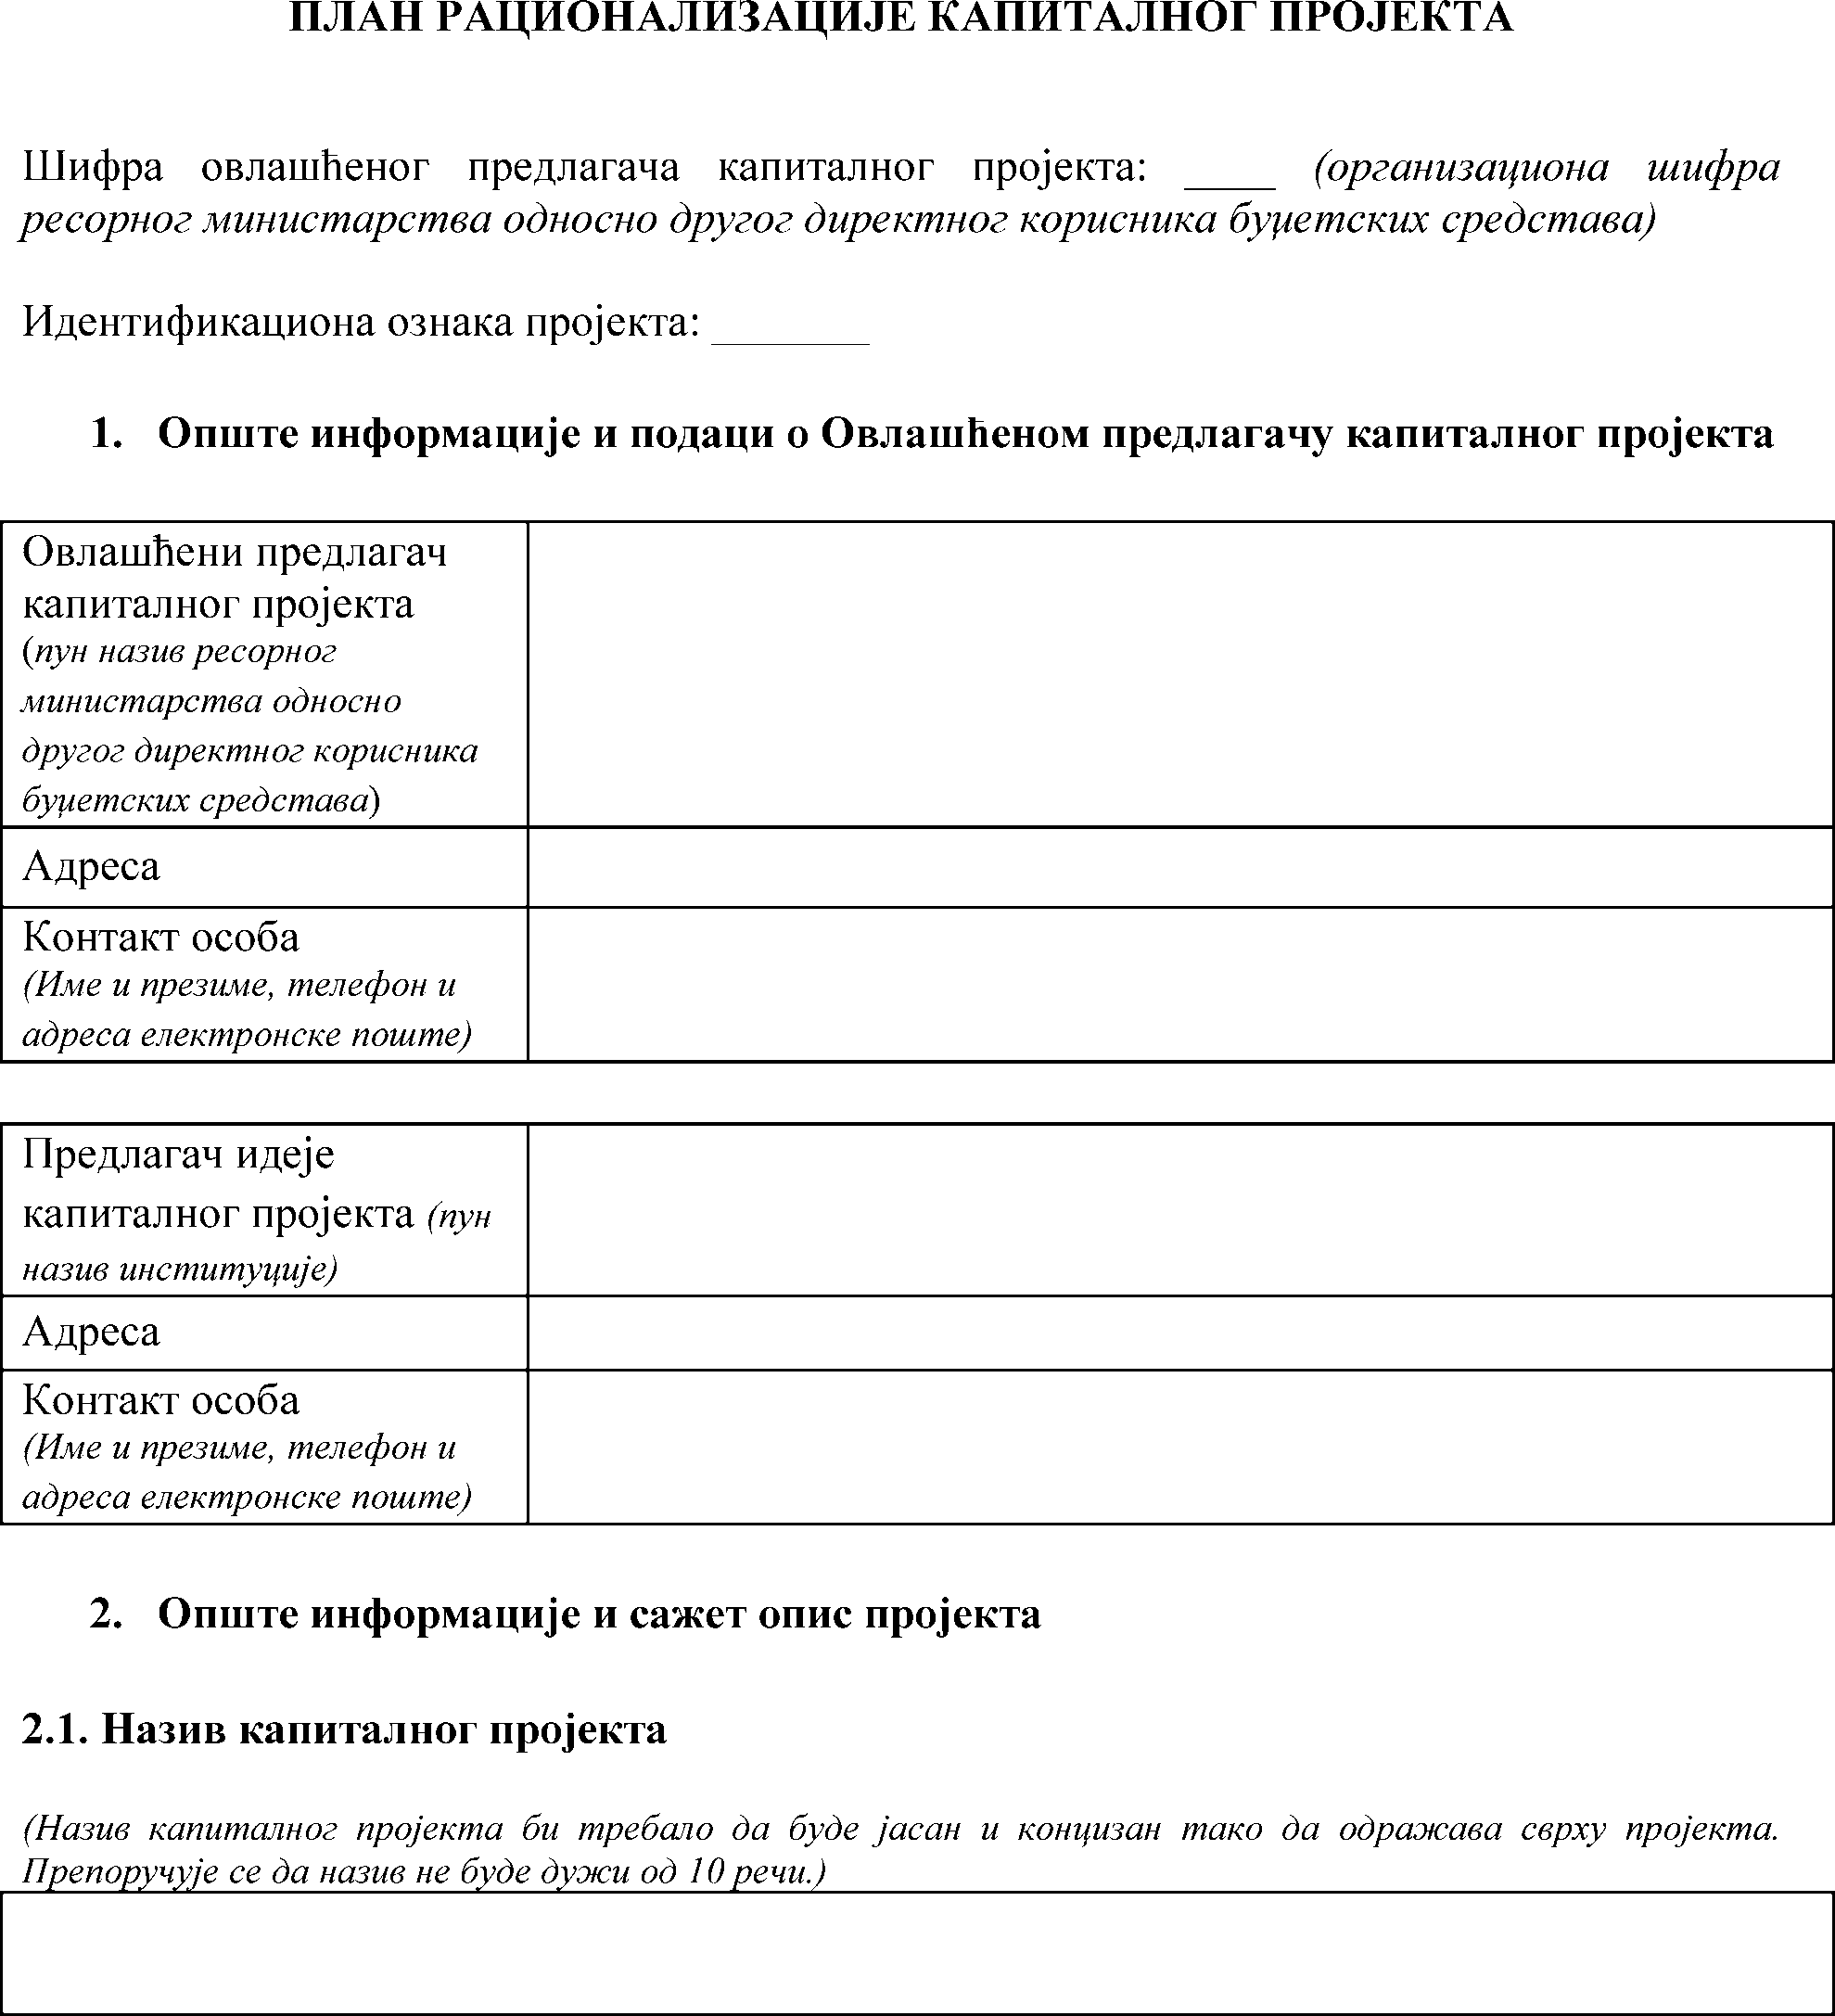 ПЛАН РАЦИОНАЛИЗАЦИЈЕ КАПИТАЛНОГ ПРОЈЕКТА
Шифра овлашћеног предлагача капиталног пројекта: ____ (организациона шифра
ресорног министарства односно другог директног корисника буџетских средстава)
Идентификациона ознака пројекта: _______
1. Опште информације и подаци о Овлашћеном предлагачу капиталног пројекта
Овлашћени предлагач
капиталног пројекта
(пун назив ресорног
министарства односно
другог директног корисника
буџетских средстава)
Адреса
Контакт особа
(Име и презиме, телефон и
адреса електронске поште)
Предлагач идеје
капиталног пројекта (пун
назив институције)
Адреса
Контакт особа
(Име и презиме, телефон и
адреса електронске поште)
2. Опште информације и сажет опис пројекта
2.1. Назив капиталног пројекта
(Назив капиталног пројекта би требало да буде јасан и концизан тако да одражава сврху пројекта.
Препоручује се да назив не буде дужи од 10 речи.)